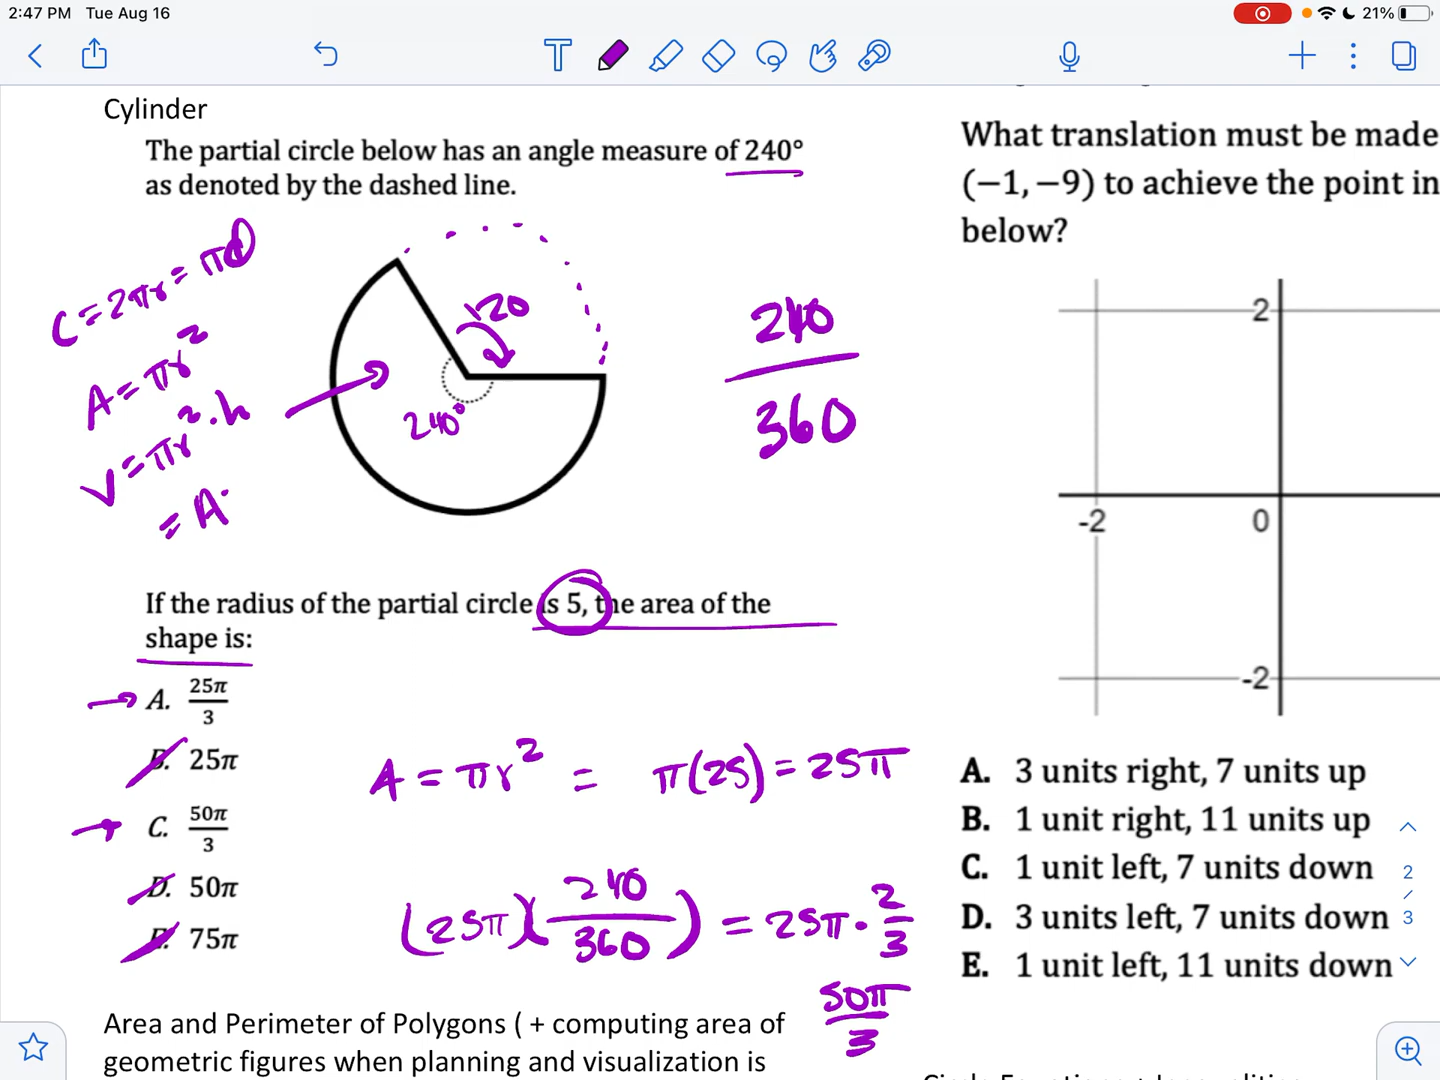 2:47 PM Tue Aug 16
21%
T
Cylinder
The partial circle below has an angle measure of 240°
as denoted by the dashed line.
C = 2πr = πd
A = πr²
V = πr²·h
= A·
120
240°
240
360
If the radius of the partial circle is 5, the area of the
shape is:
A. 25π/3
B. 25π
C. 50π/3
D. 50π
E. 75π
A = πr² = π(25) = 25π
(25π)(240/360) = 25π · 2/3
50π/3
Area and Perimeter of Polygons ( + computing area of
geometric figures when planning and visualization is
What translation must be made
(−1, −9) to achieve the point in
below?
2
-2
0
-2
A. 3 units right, 7 units up
B. 1 unit right, 11 units up
C. 1 unit left, 7 units down
D. 3 units left, 7 units down
E. 1 unit left, 11 units down
2
/
3